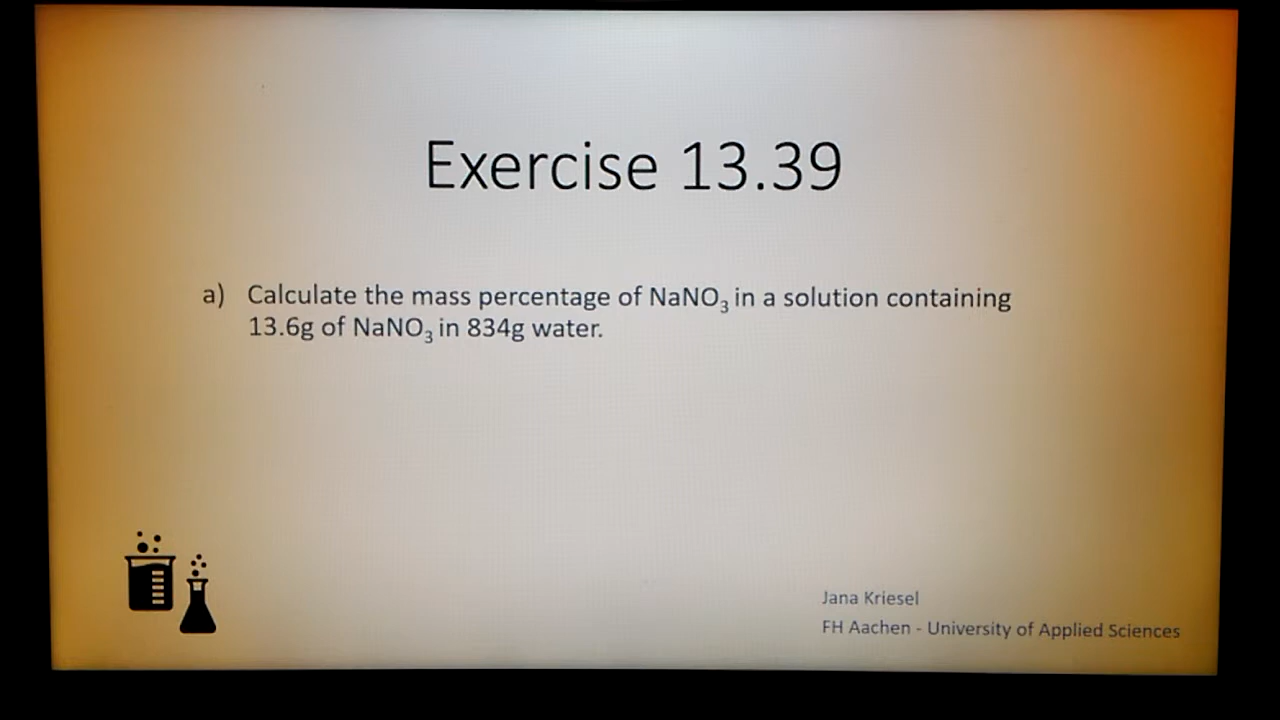 Exercise 13.39
a) Calculate the mass percentage of NaNO₃ in a solution containing
13.6g of NaNO₃ in 834g water.
Jana Kriesel
FH Aachen - University of Applied Sciences